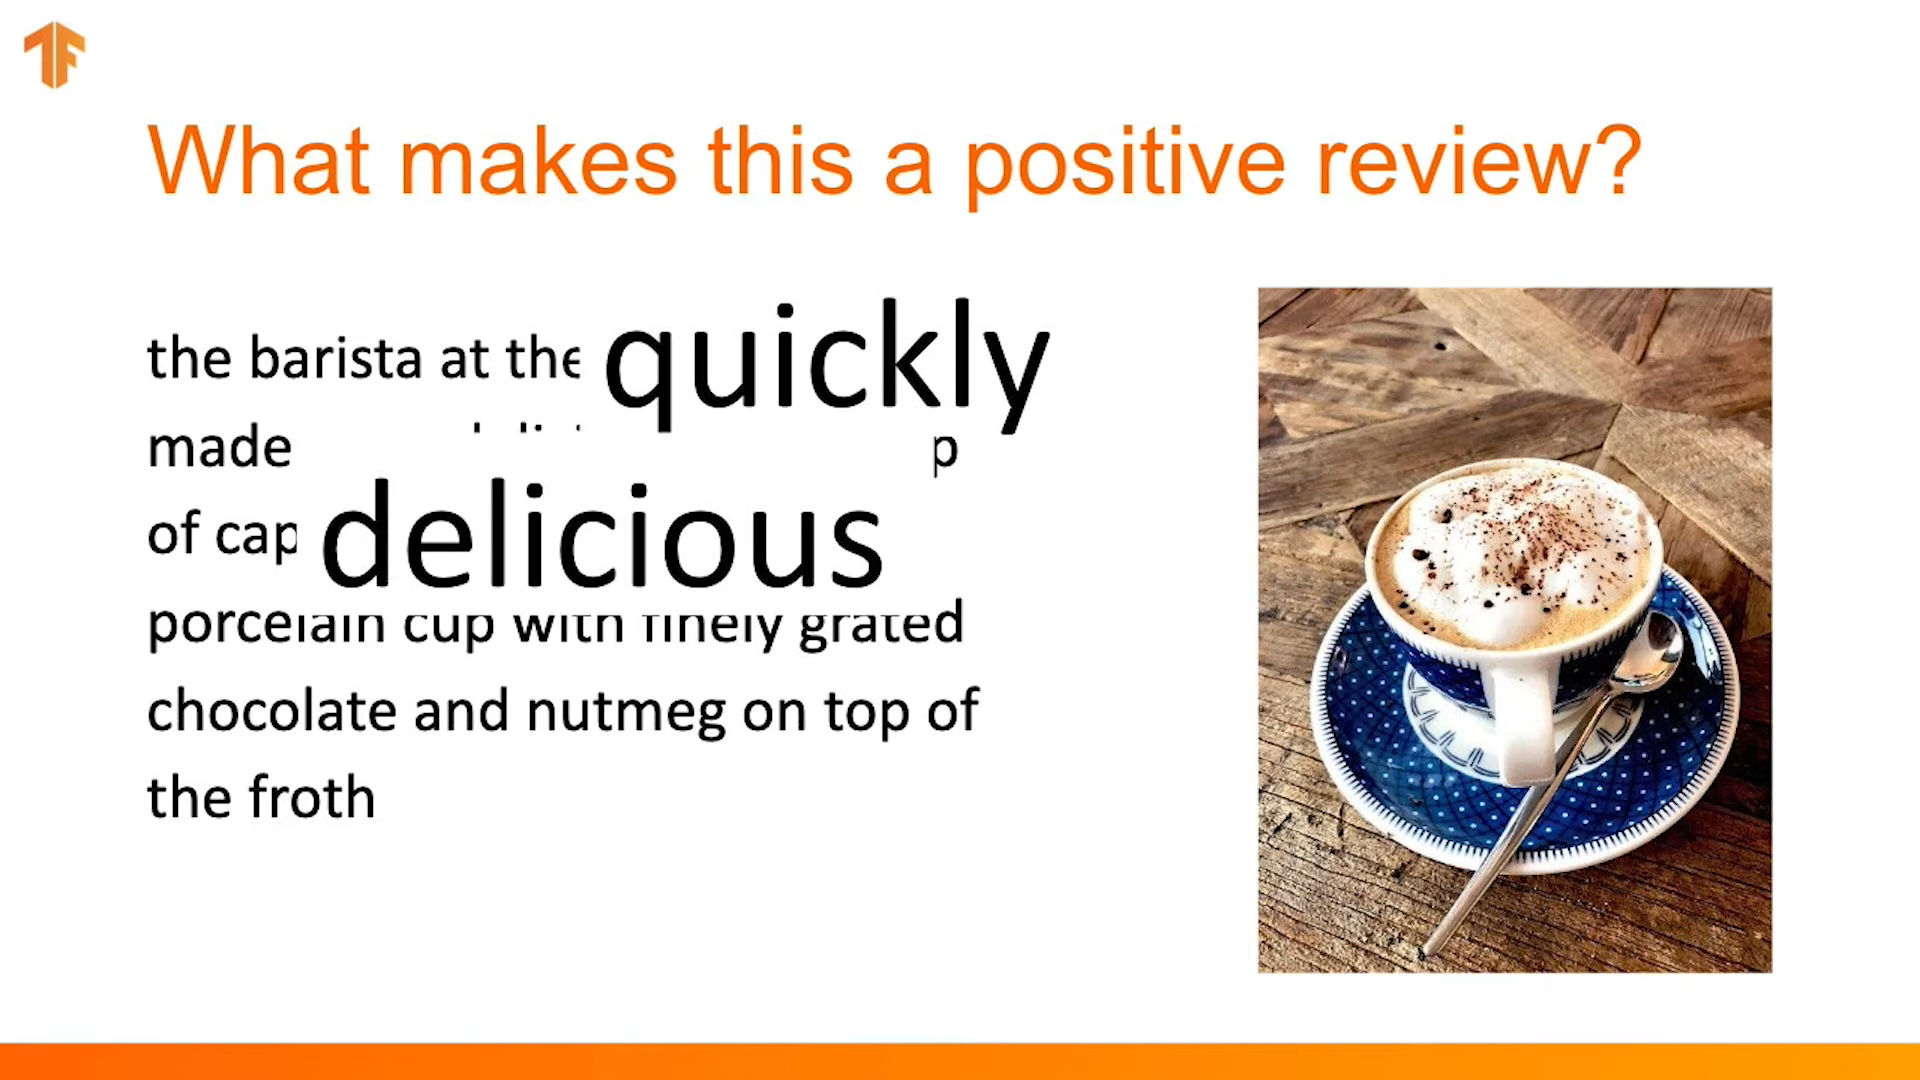 What makes this a positive review?
the barista at the quickly
made
of cap delicious
porcelain cup with finely grated
chocolate and nutmeg on top of
the froth